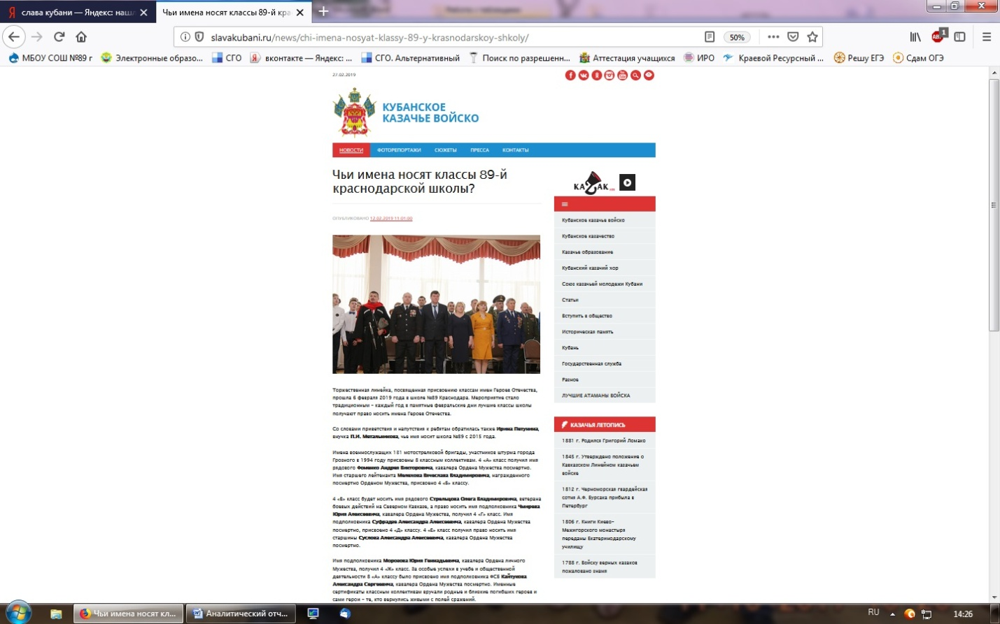 слава кубани — Яндекс: нашл
Чьи имена носят классы 89-й кра
slavakubani.ru/news/chi-imena-nosyat-klassy-89-y-krasnodarskoy-shkoly/
50%
1
МБОУ СОШ №89 г
Электронные образо...
СГО
вконтакте — Яндекс: ...
СГО. Альтернативный
Поиск по разрешенн...
Аттестация учащихся
ИРО
Краевой Ресурсный ...
Решу ЕГЭ
Сдам ОГЭ
27.02.2019
КУБАНСКОЕ
КАЗАЧЬЕ ВОЙСКО
НОВОСТИ
ФОТОРЕПОРТАЖИ
СЮЖЕТЫ
ПРЕССА
КОНТАКТЫ
Чьи имена носят классы 89-й
краснодарской школы?
ОПУБЛИКОВАНО 12.02.2019 11:01:00
Торжественная линейка, посвященная присвоению классам имен Героев Отечества,
прошла 6 февраля 2019 года в школе №89 Краснодара. Мероприятие стало
традиционным – каждый год в памятные февральские дни лучшие классы школы
получают право носить имена Героев Отечества.
Со словами приветствия и напутствия к ребятам обратилась также Ирина Петунина,
внучка П.И. Метальникова, чье имя носит школа №89 с 2015 года.
Имена военнослужащих 131 мотострелковой бригады, участников штурма города
Грозного в 1994 году присвоены 8 классным коллективам. 4 «А» класс получил имя
рядового Фоменко Андрея Викторовича, кавалера Ордена Мужества посмертно.
Имя старшего лейтенанта Мелехова Вячеслава Владимировича, награжденного
посмертно Орденом Мужества, присвоено 4 «Б» классу.
4 «В» класс будет носить имя рядового Стрельцова Олега Владимировича, ветерана
боевых действий на Северном Кавказе, а право носить имя подполковника Чмирева
Юрия Алексеевича, кавалера Ордена Мужества, получил 4 «Г» класс. Имя
подполковника Суфрадзе Александра Алексеевича, кавалера Ордена Мужества
посмертно, присвоено 4 «Д» классу. 4 «Е» класс получил право носить имя
старшины Суслова Александра Алексеевича, кавалера Ордена Мужества
посмертно.
Имя подполковника Морозова Юрия Геннадьевича, кавалера Ордена личного
Мужества, получил 4 «Ж» класс. За особые успехи в учебе и общественной
деятельности 8 «А» классу было присвоено имя подполковника ФСБ Кайтукова
Александра Сергеевича, кавалера Ордена Мужества посмертно. Именные
сертификаты классным коллективам вручали родные и близкие погибших героев и
сами герои – те, кто вернулись живыми с полей сражений.
КАЗАК
Кубанское казачье войско
Кубанское казачество
Казачье образование
Кубанский казачий хор
Союз казачьей молодежи Кубани
Статьи
Вступить в общество
Историческая память
Кубань
Государственная служба
Разное
ЛУЧШИЕ АТАМАНЫ ВОЙСКА
КАЗАЧЬЯ ЛЕТОПИСЬ
1881 г. Родился Григорий Ломако
1845 г. Утверждено положение о
Кавказском Линейном казачьем
войске
1812 г. Черноморская гвардейская
сотня А.Ф. Бурсака прибыла в
Петербург
1806 г. Книги Киево-
Межигорского монастыря
переданы Екатеринодарскому
училищу
1788 г. Войску верных казаков
пожаловано знамя
Чьи имена носят кл...
Аналитический отч...
RU
14:26